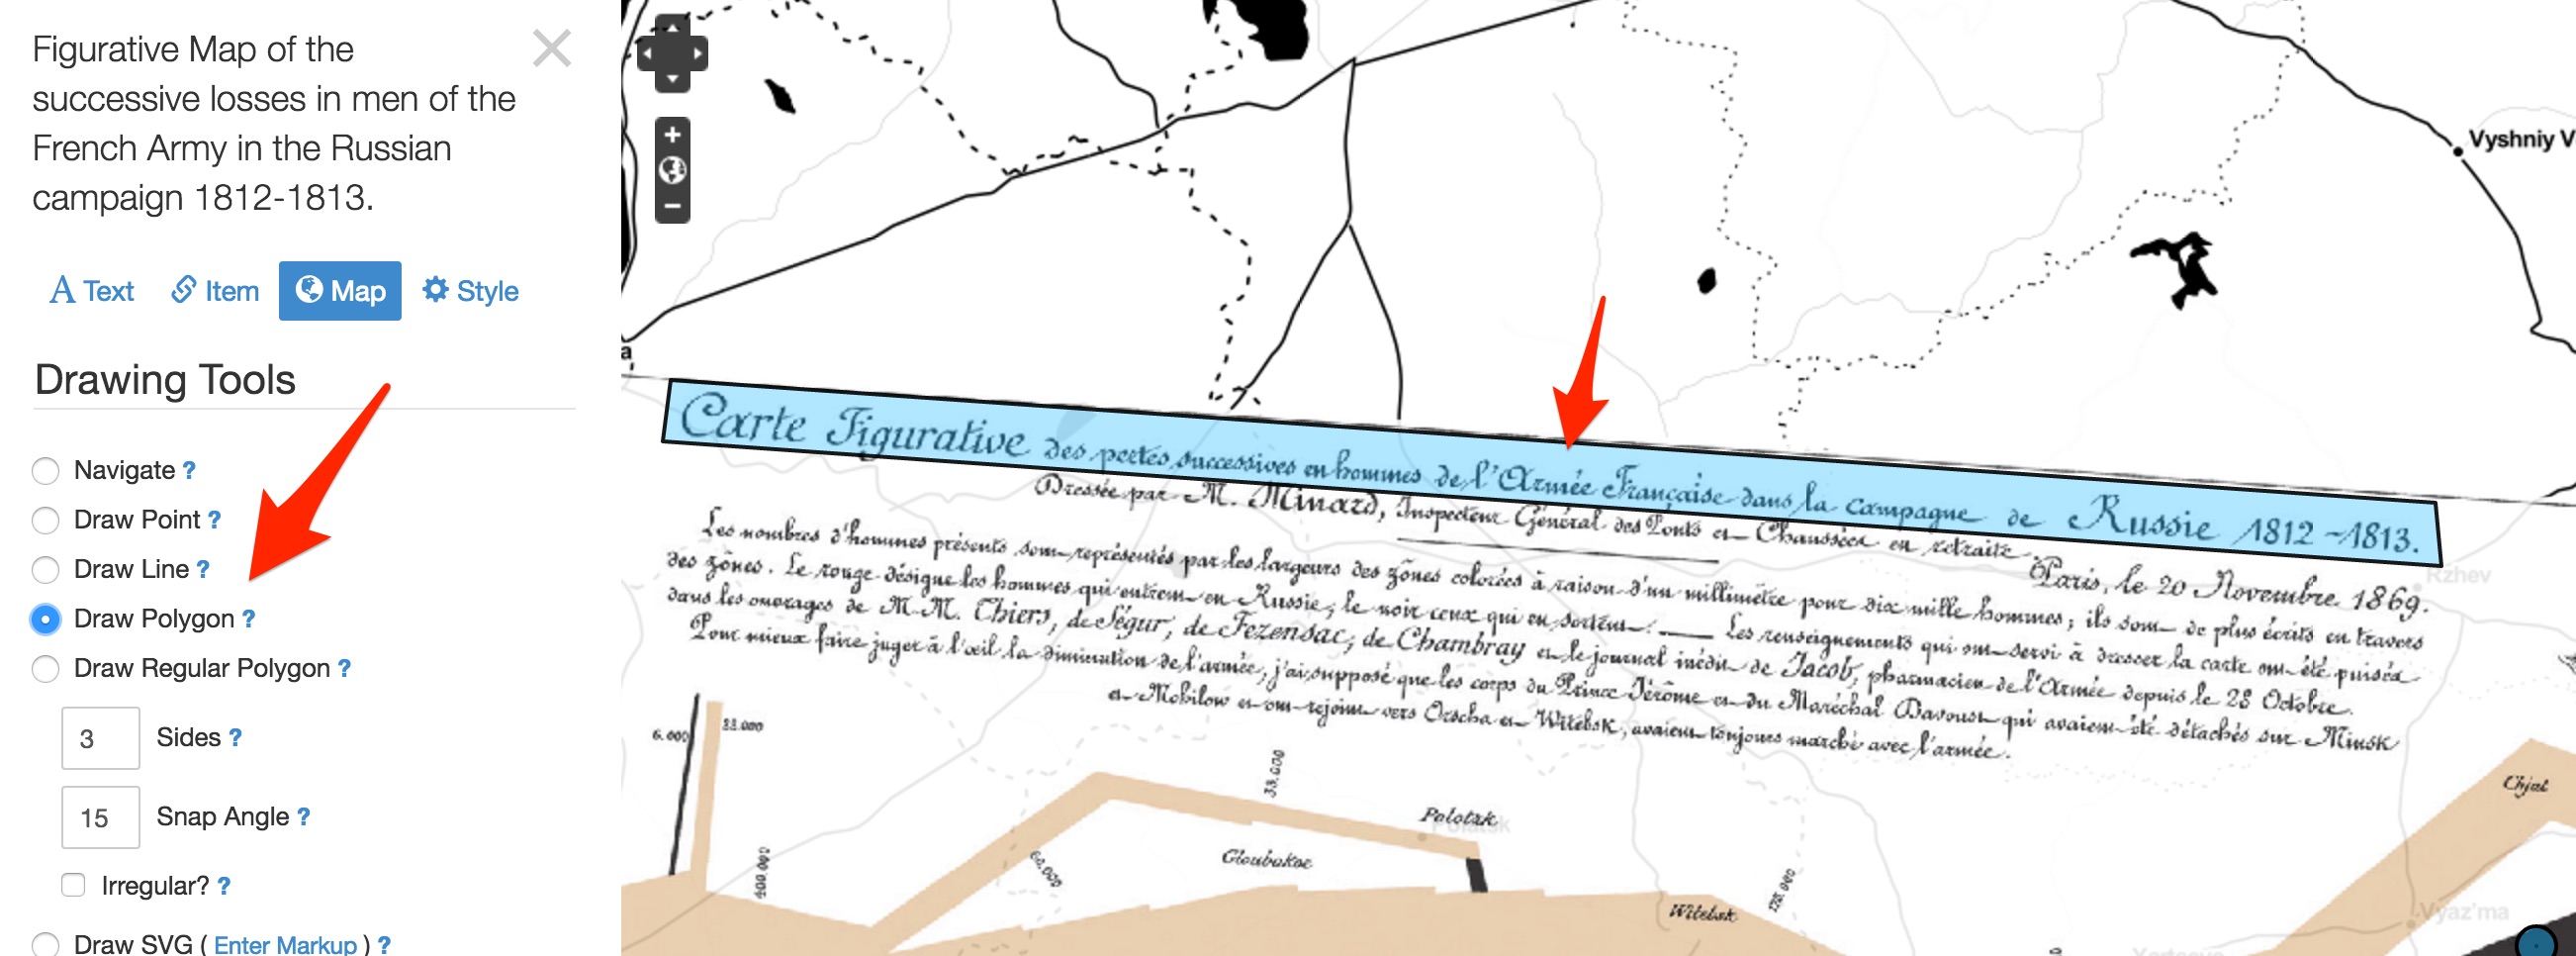 Figurative Map of the
successive losses in men of the
French Army in the Russian
campaign 1812-1813.
Text Item Map Style
Drawing Tools
Navigate ?
Draw Point ?
Draw Line ?
Draw Polygon ?
Draw Regular Polygon ?
3 Sides ?
15 Snap Angle ?
Irregular? ?
Draw SVG ( Enter Markup ) ?
Vyshniy V
a
Carte Figurative des pertes successives en hommes de l'Armée Française dans la campagne de Russie 1812-1813.
Dressée par M. Minard, Inspecteur Général des Ponts et Chaussées en retraite.
Paris, le 20 Novembre 1869.
Les nombres d'hommes présents sont représentés par les largeurs des zônes colorées à raison d'un millimètre pour dix mille hommes; ils sont de plus écrits en travers
des zônes. Le rouge désigne les hommes qui entrent en Russie, le noir ceux qui en sortent. Les renseignements qui ont servi à dresser la carte ont été puisés
dans les ouvrages de M.M. Thiers, de Ségur, de Fezensac, de Chambray et le journal inédit de Jacob, pharmacien de l'Armée depuis le 28 Octobre.
Pour mieux faire juger à l'œil la diminution de l'armée, j'ai supposé que les corps du Prince Jérôme et du Maréchal Davoust qui avaient été détachés sur Minsk
et Mohilow et ont rejoint vers Orscha et Witebsk, avaient toujours marché avec l'armée.
Rzhev
6.000
22.000
33.000
Polotzk
Polatsk
Chjat
400.000
60.000
Gloubokoe
Witebsk
Vyaz'ma